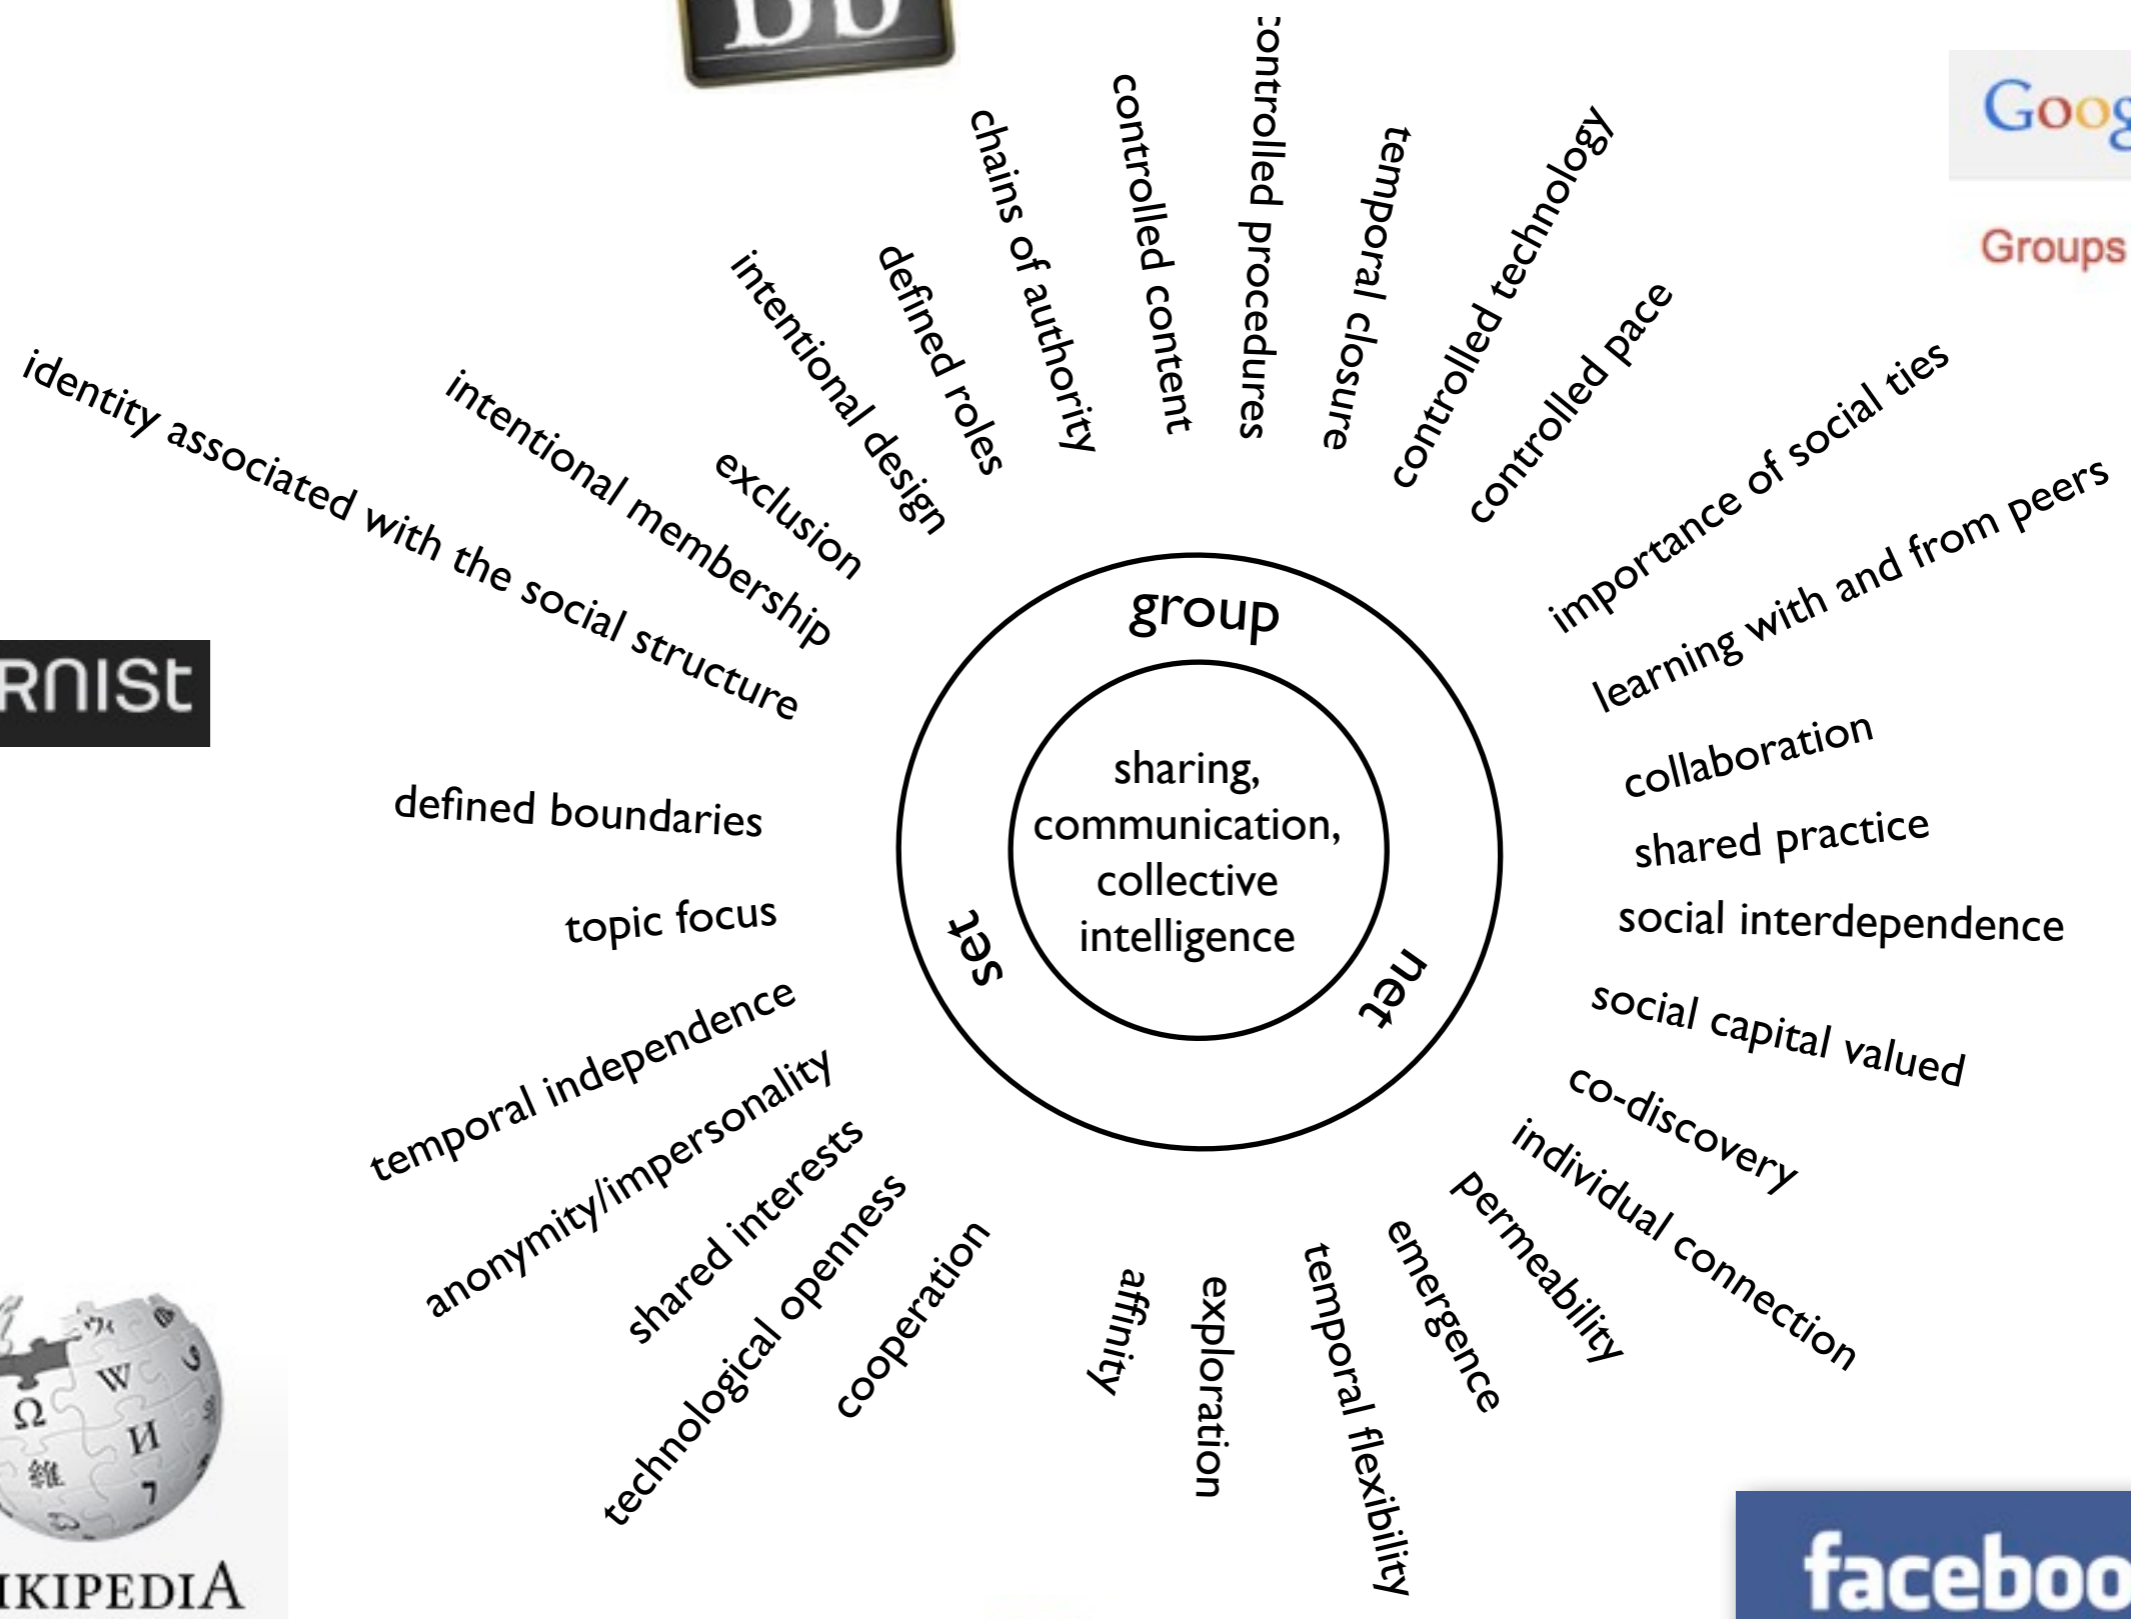 Bb
Goog
Groups
controlled procedures
controlled content
chains of authority
defined roles
intentional design
exclusion
intentional membership
identity associated with the social structure
temporal closure
controlled technology
controlled pace
importance of social ties
learning with and from peers
collaboration
shared practice
social interdependence
social capital valued
co-discovery
individual connection
permeability
emergence
temporal flexibility
exploration
affinity
cooperation
technological openness
shared interests
anonymity/impersonality
temporal independence
topic focus
defined boundaries
group
net
set
sharing,
communication,
collective
intelligence
RNISt
W
Ω
И
維
7
IKIPEDIA
faceboo